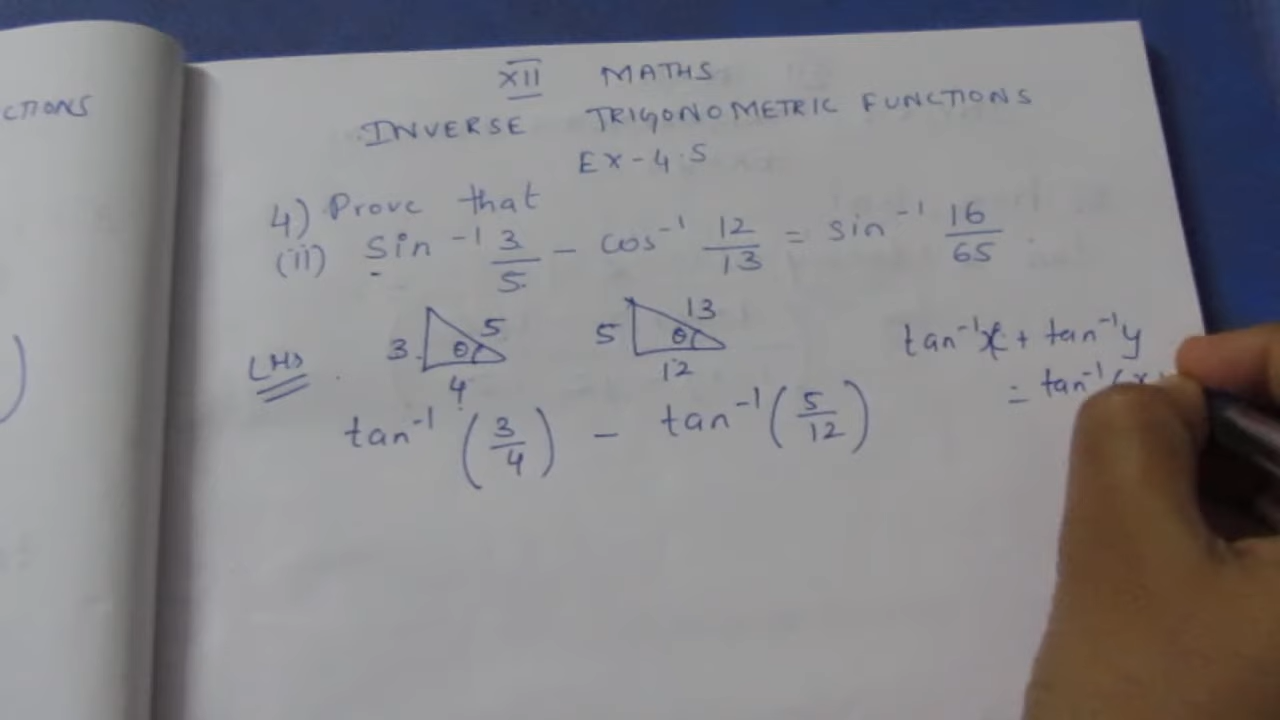 CTIONS
XII MATHS
INVERSE TRIGONOMETRIC FUNCTIONS
EX-4.5
4) Prove that
(ii) sin⁻¹ 3/5 - cos⁻¹ 12/13 = sin⁻¹ 16/65
3 5 θ 4
5 13 θ 12
LHS
tan⁻¹ (3/4) - tan⁻¹ (5/12)
tan⁻¹x + tan⁻¹y
= tan⁻¹ (x